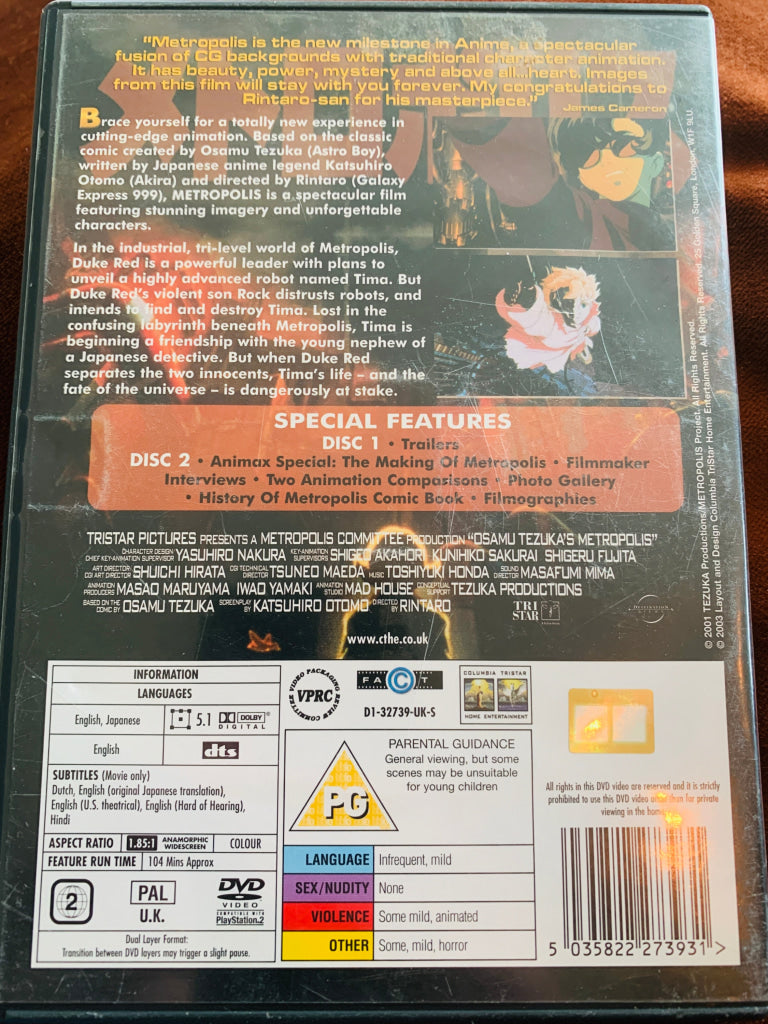 "Metropolis is the new milestone in Anime, a spectacular
fusion of CG backgrounds with traditional character animation.
It has beauty, power, mystery and above all...heart. Images
from this film will stay with you forever. My congratulations to
Rintaro-san for his masterpiece."
James Cameron
Brace yourself for a totally new experience in
cutting-edge animation. Based on the classic
comic created by Osamu Tezuka (Astro Boy),
written by Japanese anime legend Katsuhiro
Otomo (Akira) and directed by Rintaro (Galaxy
Express 999), METROPOLIS is a spectacular film
featuring stunning imagery and unforgettable
characters.
In the industrial, tri-level world of Metropolis,
Duke Red is a powerful leader with plans to
unveil a highly advanced robot named Tima. But
Duke Red's violent son Rock distrusts robots, and
intends to find and destroy Tima. Lost in the
confusing labyrinth beneath Metropolis, Tima is
beginning a friendship with the young nephew of
a Japanese detective. But when Duke Red
separates the two innocents, Tima's life – and the
fate of the universe – is dangerously at stake.
SPECIAL FEATURES
DISC 1 • Trailers
DISC 2 • Animax Special: The Making Of Metropolis • Filmmaker
Interviews • Two Animation Comparisons • Photo Gallery
• History Of Metropolis Comic Book • Filmographies
TRISTAR PICTURES PRESENTS A METROPOLIS COMMITTEE PRODUCTION "OSAMU TEZUKA'S METROPOLIS"
CHARACTER DESIGN CHIEF KEY-ANIMATION SUPERVISOR YASUHIRO NAKURA KEY-ANIMATION SUPERVISORS SHIGEO AKAHORI KUNIHIKO SAKURAI SHIGERU FUJITA
ART DIRECTOR CGI ART DIRECTOR SHUICHI HIRATA CGI TECHNICAL DIRECTOR TSUNEO MAEDA MUSIC TOSHIYUKI HONDA SOUND DIRECTOR MASAFUMI MIMA
ANIMATION PRODUCERS MASAO MARUYAMA IWAO YAMAKI ANIMATION STUDIO MAD HOUSE CONCEPTUAL SUPPORT TEZUKA PRODUCTIONS
BASED ON THE COMIC BY OSAMU TEZUKA SCREENPLAY BY KATSUHIRO OTOMO DIRECTED BY RINTARO
TRI STAR
DESTINATION
www.cthe.co.uk
© 2001 TEZUKA Productions/METROPOLIS Project. All Rights Reserved.
© 2003 Layout and Design Columbia TriStar Home Entertainment. All Rights Reserved. 25 Golden Square, London, W1F 9LU.
INFORMATION
LANGUAGES
English, Japanese
5.1 DOLBY DIGITAL
English
dts
SUBTITLES (Movie only)
Dutch, English (original Japanese translation),
English (U.S. theatrical), English (Hard of Hearing),
Hindi
ASPECT RATIO 1.85:1 ANAMORPHIC WIDESCREEN COLOUR
FEATURE RUN TIME 104 Mins Approx
2
PAL
U.K.
DVD
VIDEO
COMPATIBLE WITH
PlayStation.2
Dual Layer Format:
Transition between DVD layers may trigger a slight pause.
VIDEO PACKAGING REVIEW COMMITTEE
VPRC
FACT
D1-32739-UK-S
COLUMBIA TRISTAR
HOME ENTERTAINMENT
PG
PARENTAL GUIDANCE
General viewing, but some
scenes may be unsuitable
for young children
LANGUAGE Infrequent, mild
SEX/NUDITY None
VIOLENCE Some mild, animated
OTHER Some, mild, horror
All rights in this DVD video are reserved and it is strictly
prohibited to use this DVD video other than for private
viewing in the home.
5 035822 273931 >